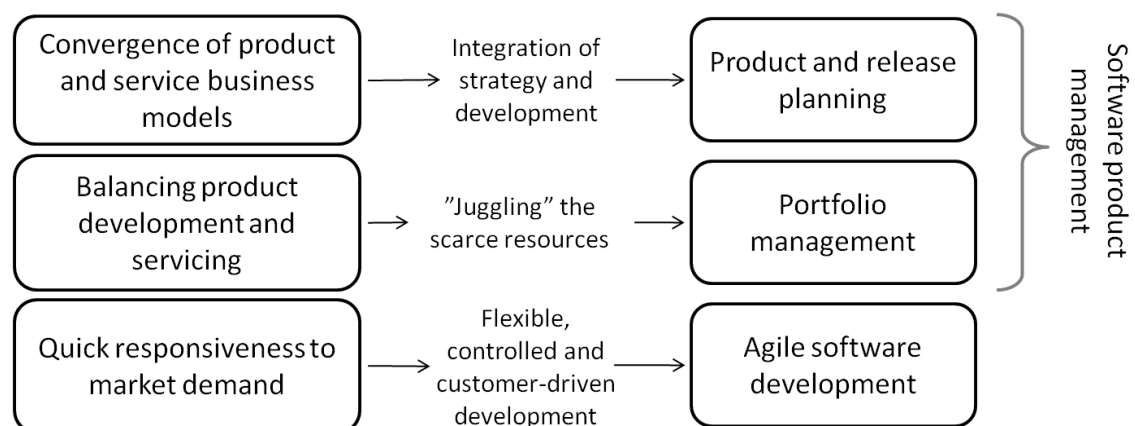 Convergence of product
and service business
models
Integration of
strategy and
development
Product and release
planning
Balancing product
development and
servicing
”Juggling” the
scarce resources
Portfolio
management
Quick responsiveness to
market demand
Flexible,
controlled and
customer-driven
development
Agile software
development
Software product
management